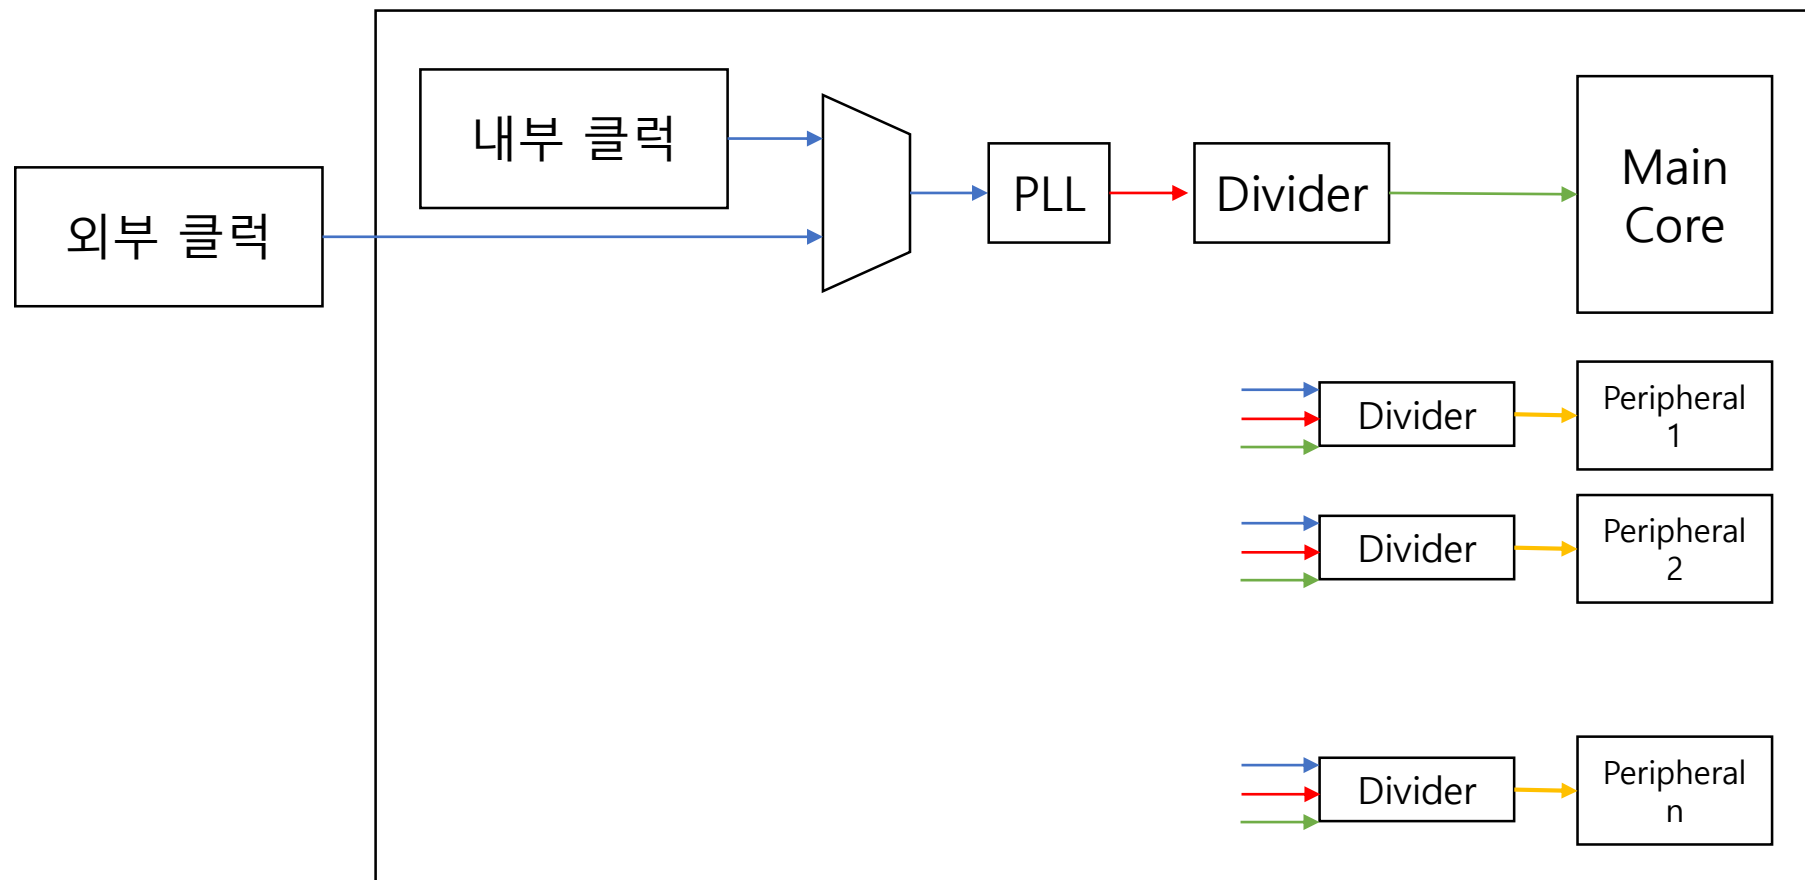 내부 클럭
외부 클럭
PLL
Divider
Main
Core
Divider
Peripheral
1
Divider
Peripheral
2
Divider
Peripheral
n